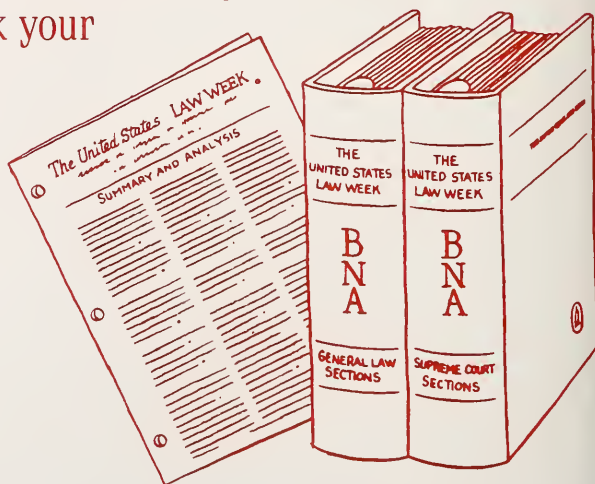 your
The United States LAW WEEK
SUMMARY AND ANALYSIS
THE
UNITED STATES
LAW WEEK
B
N
A
GENERAL LAW
SECTIONS
THE
UNITED STATES
LAW WEEK
B
N
A
SUPREME COURT
SECTIONS